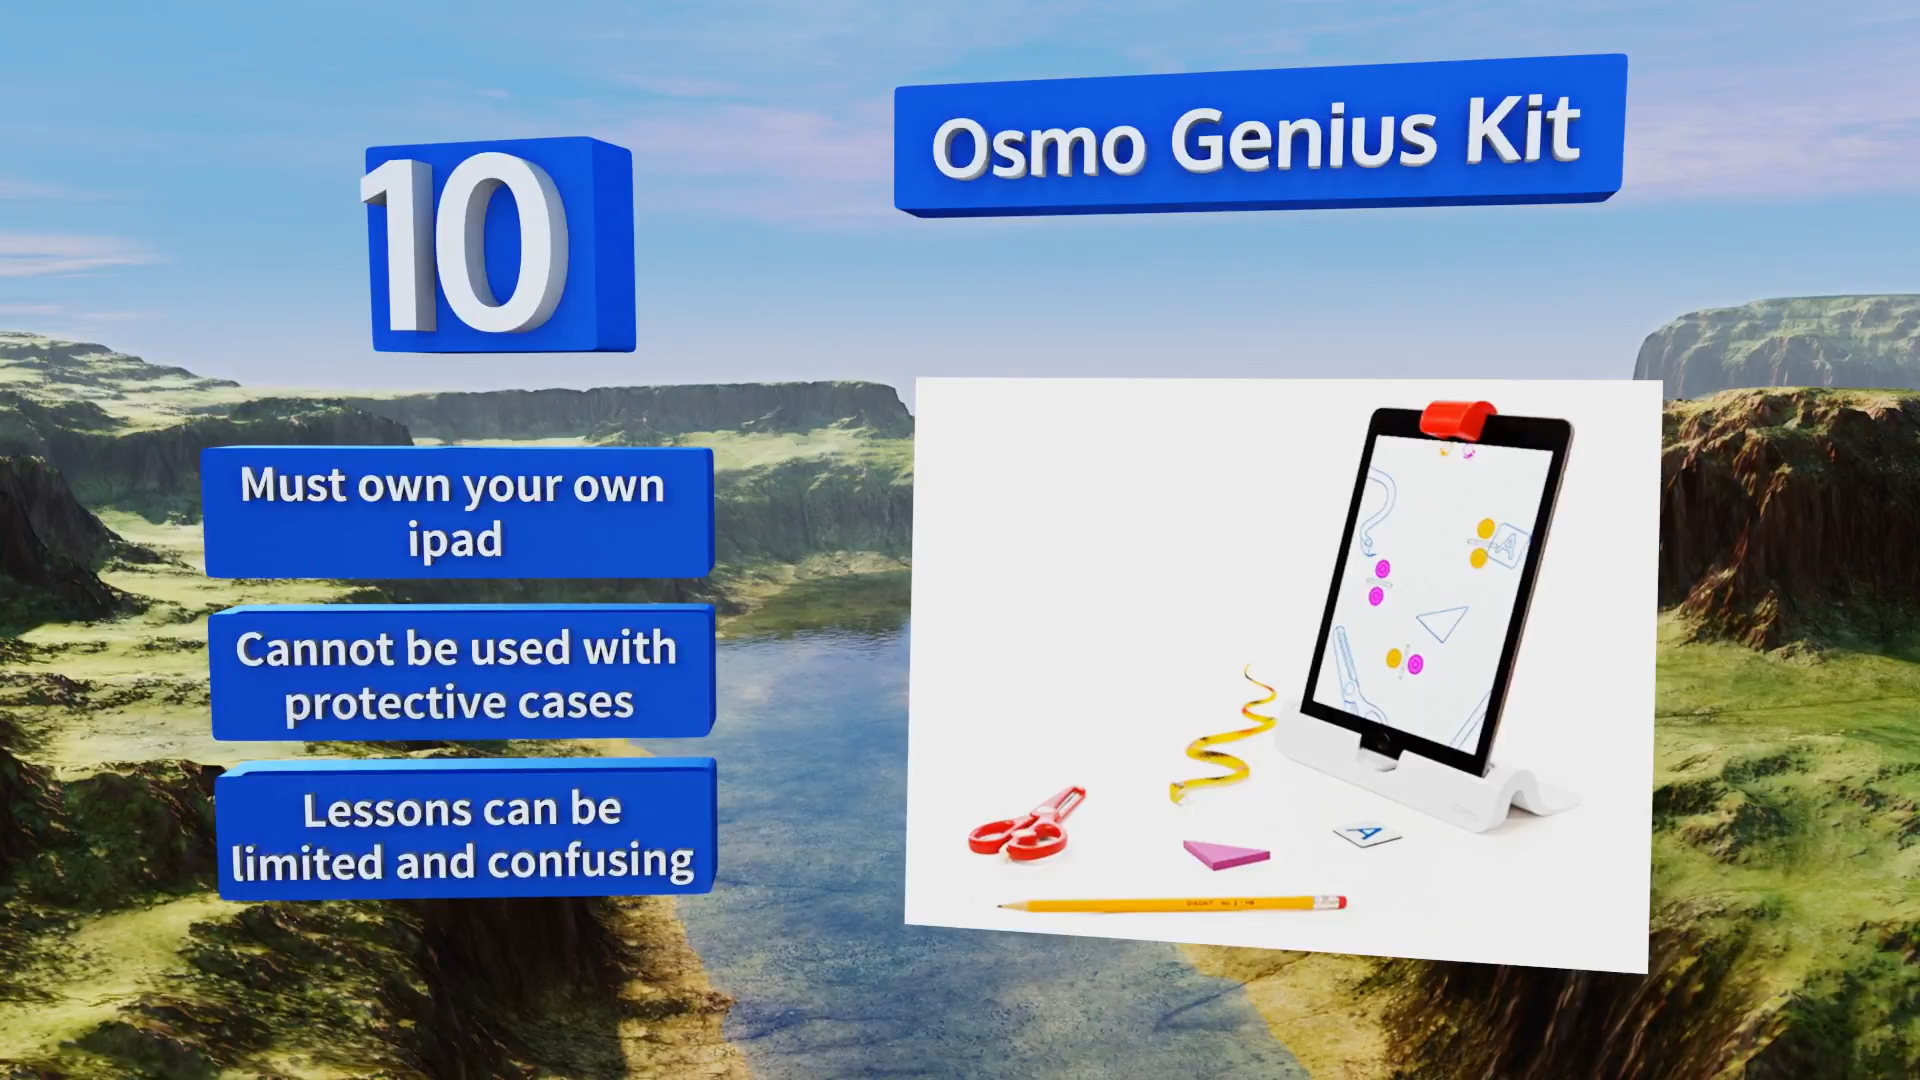 10
Osmo Genius Kit
Must own your own
ipad
Cannot be used with
protective cases
Lessons can be
limited and confusing
A
A